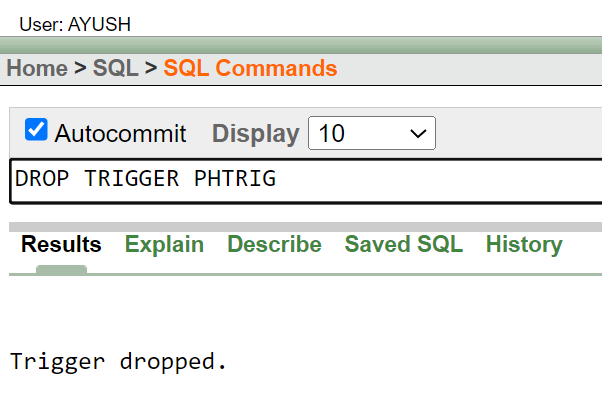 User: AYUSH
Home > SQL > SQL Commands
Autocommit Display 10
DROP TRIGGER PHTRIG
Results Explain Describe Saved SQL History
Trigger dropped.